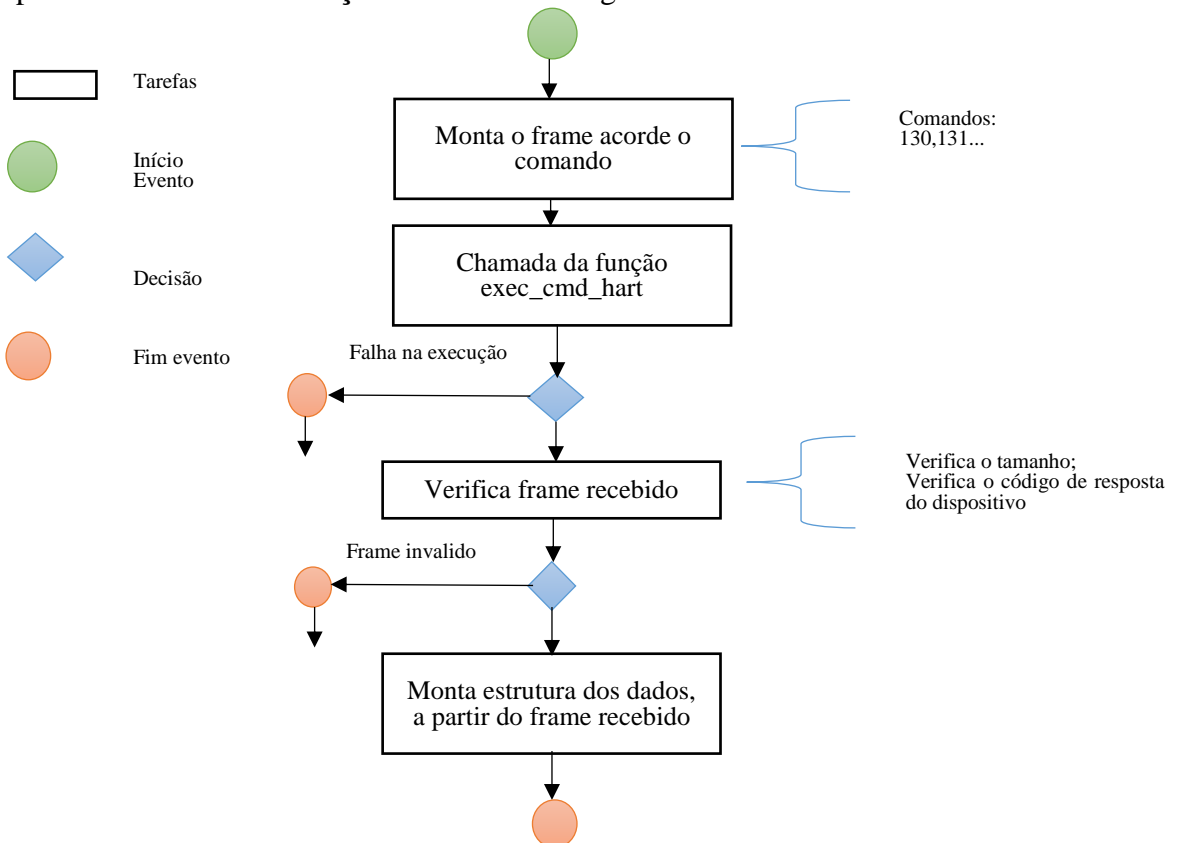 Tarefas
Início
Evento
Decisão
Fim evento
Monta o frame acorde o
comando
Comandos:
130,131...
Chamada da função
exec_cmd_hart
Falha na execução
Verifica frame recebido
Verifica o tamanho;
Verifica o código de resposta
do dispositivo
Frame invalido
Monta estrutura dos dados,
a partir do frame recebido